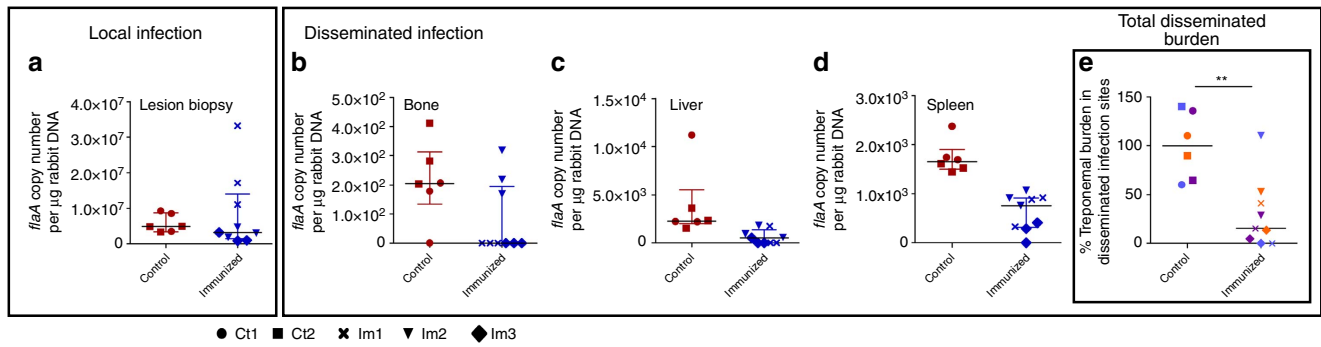 Local infection
Disseminated infection
Total disseminated
burden
a
b
c
d
e
flaA copy number
per µg rabbit DNA
4.0×10⁷
3.0×10⁷
2.0×10⁷
1.0×10⁷
0
Lesion biopsy
Control
Immunized
flaA copy number
per µg rabbit DNA
5.0×10²
4.0×10²
3.0×10²
2.0×10²
1.0×10²
0
Bone
Control
Immunized
flaA copy number
per µg rabbit DNA
1.5×10⁴
1.0×10⁴
5.0×10³
0
Liver
Control
Immunized
flaA copy number
per µg rabbit DNA
3.0×10³
2.0×10³
1.0×10³
0
Spleen
Control
Immunized
% Treponemal burden in
disseminated infection sites
150
100
50
0
**
Control
Immunized
Ct1 Ct2 Im1 Im2 Im3